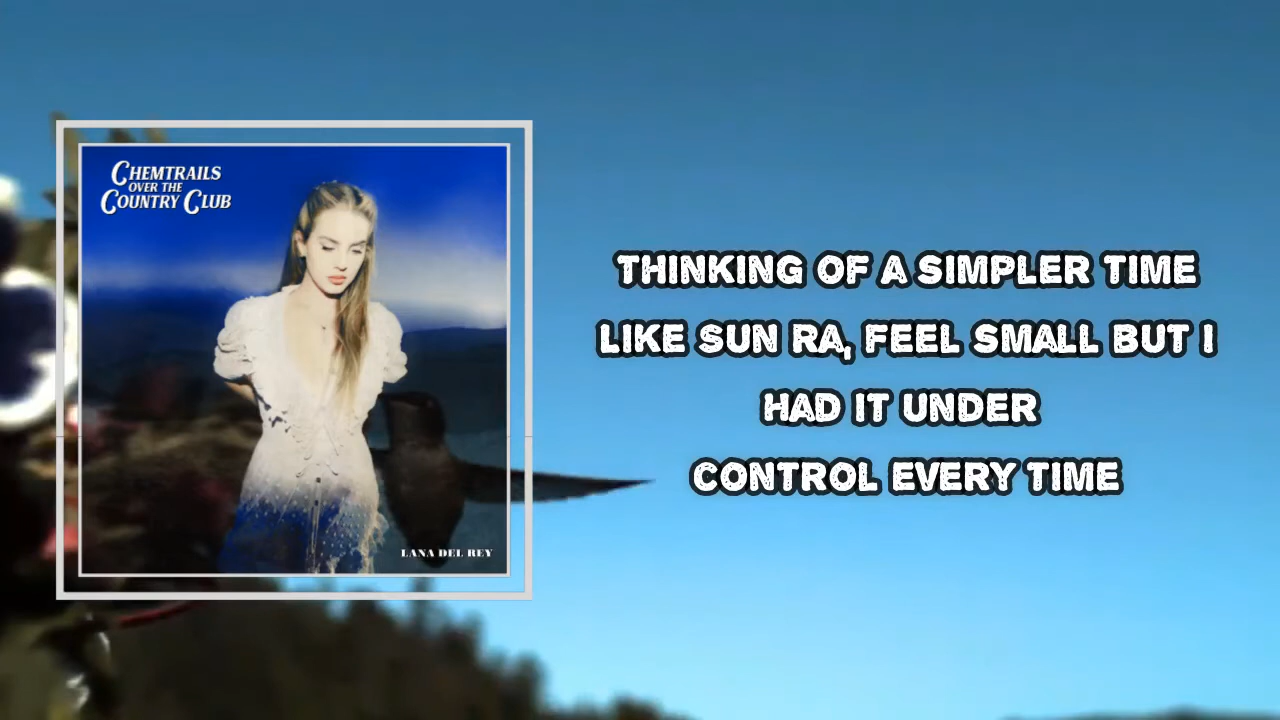 CHEMTRAILS
OVER THE
COUNTRY CLUB
LANA DEL REY
THINKING OF A SIMPLER TIME
LIKE SUN RA, FEEL SMALL BUT I
HAD IT UNDER
CONTROL EVERY TIME